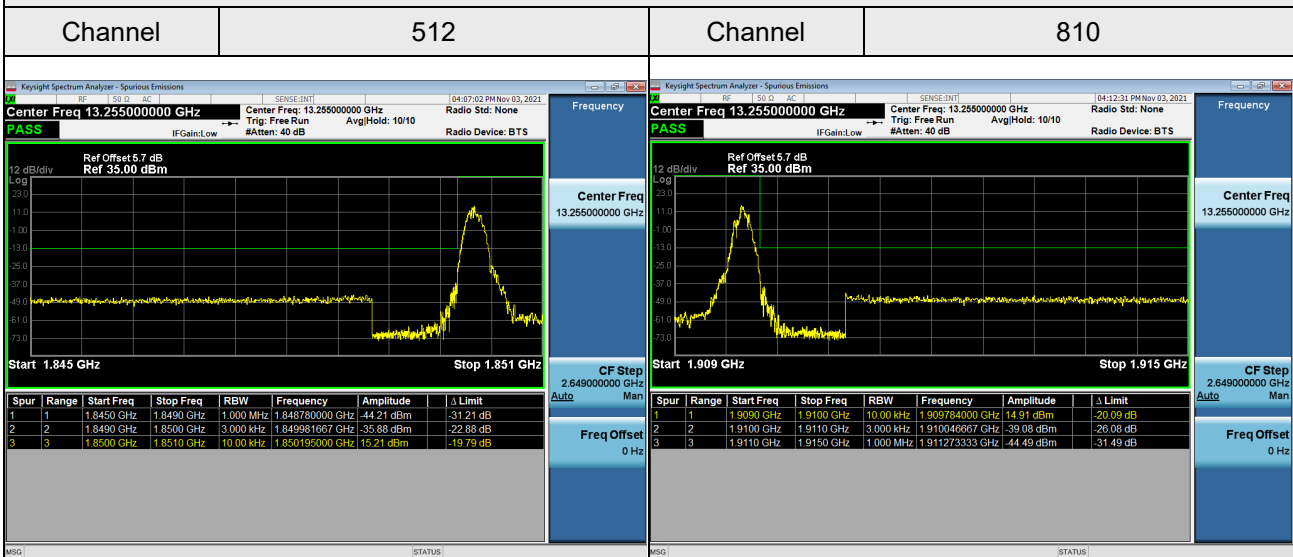 Channel 512 Channel 810
Keysight Spectrum Analyzer - Spurious Emissions
RF 50 Ω AC SENSE:INT 04:07:02 PM Nov 03, 2021
Center Freq 13.255000000 GHz Center Freq: 13.255000000 GHz Radio Std: None
Trig: Free Run Avg|Hold: 10/10
PASS IFGain:Low #Atten: 40 dB Radio Device: BTS
Ref Offset 5.7 dB
12 dB/div Ref 35.00 dBm
Log
23.0
11.0
-1.00
-13.0
-25.0
-37.0
-49.0
-61.0
-73.0
Start 1.845 GHz Stop 1.851 GHz
Spur Range Start Freq Stop Freq RBW Frequency Amplitude Δ Limit
1 1 1.8450 GHz 1.8490 GHz 1.000 MHz 1.848780000 GHz -44.21 dBm -31.21 dB
2 2 1.8490 GHz 1.8500 GHz 3.000 kHz 1.849981667 GHz -35.88 dBm -22.88 dB
3 3 1.8500 GHz 1.8510 GHz 10.00 kHz 1.850195000 GHz 15.21 dBm -19.79 dB
Frequency
Center Freq
13.255000000 GHz
CF Step
2.649000000 GHz
Auto Man
Freq Offset
0 Hz
MSG STATUS
Keysight Spectrum Analyzer - Spurious Emissions
RF 50 Ω AC SENSE:INT 04:12:31 PM Nov 03, 2021
Center Freq 13.255000000 GHz Center Freq: 13.255000000 GHz Radio Std: None
Trig: Free Run Avg|Hold: 10/10
PASS IFGain:Low #Atten: 40 dB Radio Device: BTS
Ref Offset 5.7 dB
12 dB/div Ref 35.00 dBm
Log
23.0
11.0
-1.00
-13.0
-25.0
-37.0
-49.0
-61.0
-73.0
Start 1.909 GHz Stop 1.915 GHz
Spur Range Start Freq Stop Freq RBW Frequency Amplitude Δ Limit
1 1 1.9090 GHz 1.9100 GHz 10.00 kHz 1.909784000 GHz 14.91 dBm -20.09 dB
2 2 1.9100 GHz 1.9110 GHz 3.000 kHz 1.910046667 GHz -39.08 dBm -26.08 dB
3 3 1.9110 GHz 1.9150 GHz 1.000 MHz 1.911273333 GHz -44.49 dBm -31.49 dB
Frequency
Center Freq
13.255000000 GHz
CF Step
2.649000000 GHz
Auto Man
Freq Offset
0 Hz
MSG STATUS